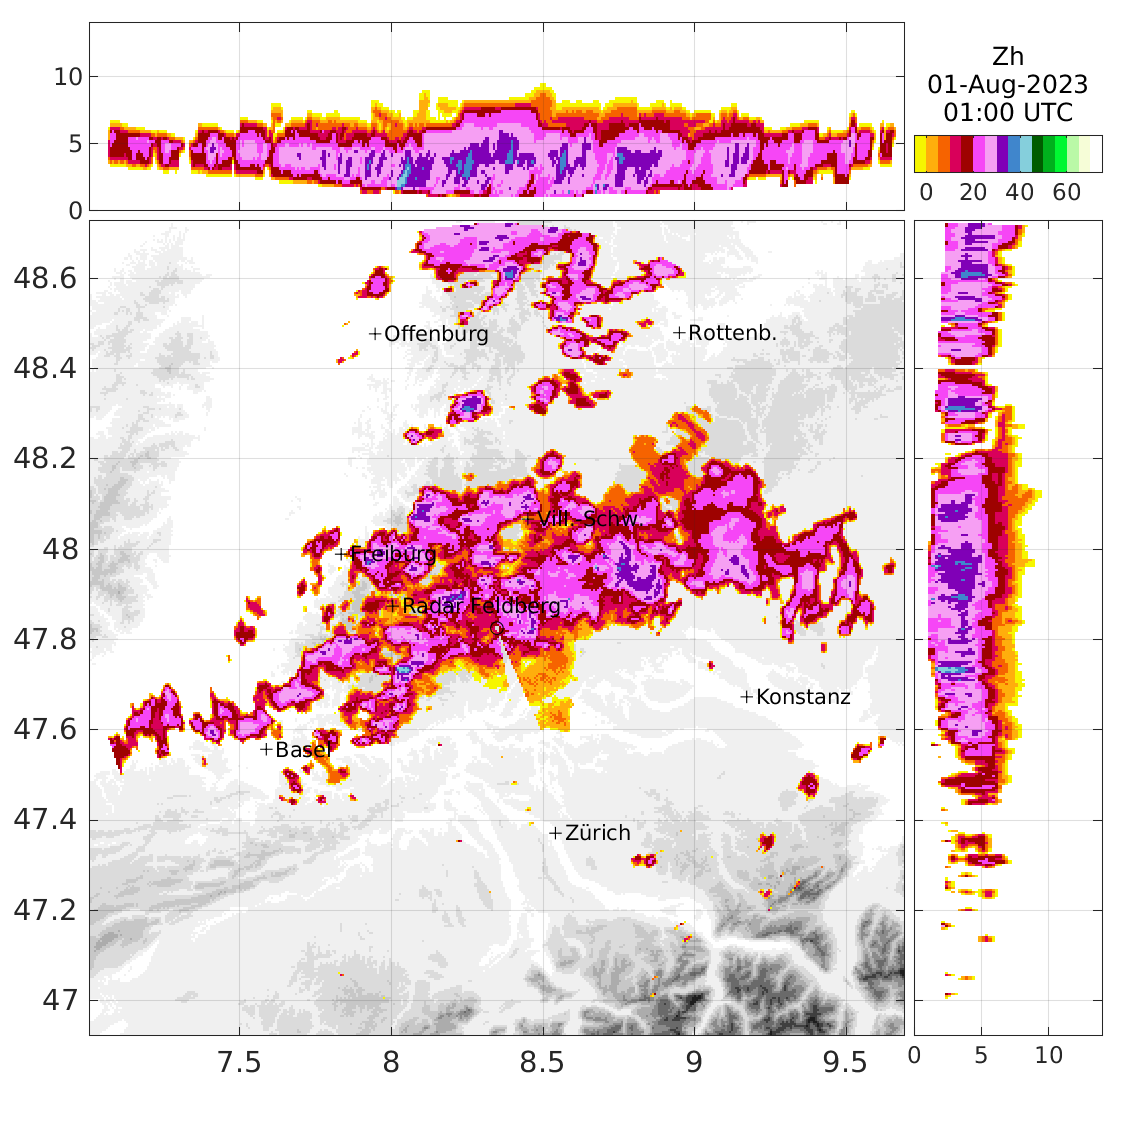 10
5
0
Zh
01-Aug-2023
01:00 UTC
0 20 40 60
48.6
48.4
48.2
48
47.8
47.6
47.4
47.2
47
Offenburg
Rottenb.
Vill.-Schw.
Freiburg
Radar Feldberg
Konstanz
Basel
Zürich
7.5 8 8.5 9 9.5
0 5 10